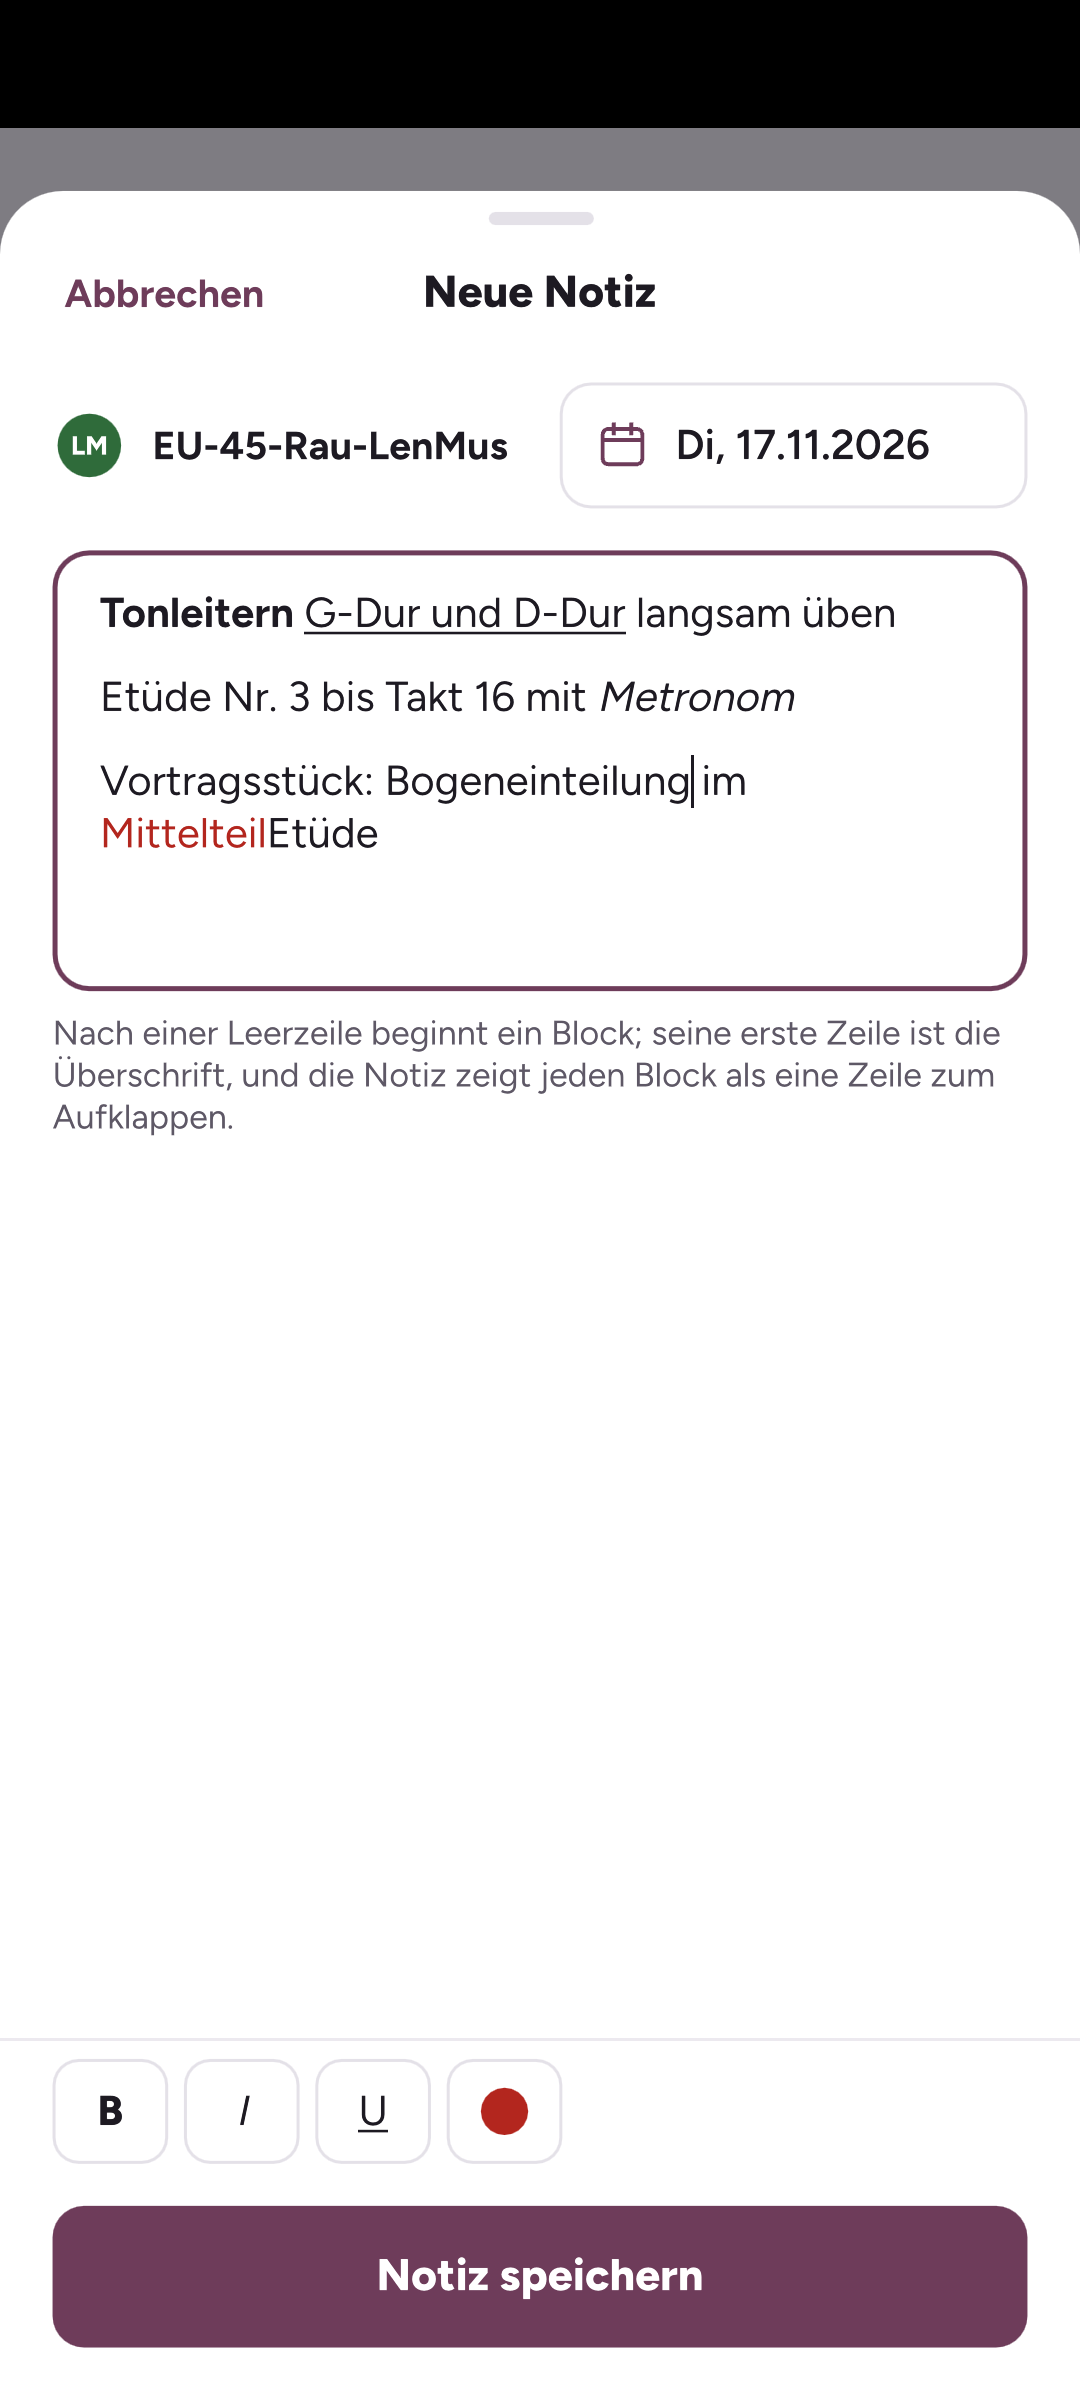 Abbrechen
Neue Notiz
LM
EU-45-Rau-LenMus
Di, 17.11.2026
Tonleitern G-Dur und D-Dur langsam üben
Etüde Nr. 3 bis Takt 16 mit Metronom
Vortragsstück: Bogeneinteilung im
MittelteilEtüde
Nach einer Leerzeile beginnt ein Block; seine erste Zeile ist die
Überschrift, und die Notiz zeigt jeden Block als eine Zeile zum
Aufklappen.
B
I
U
Notiz speichern